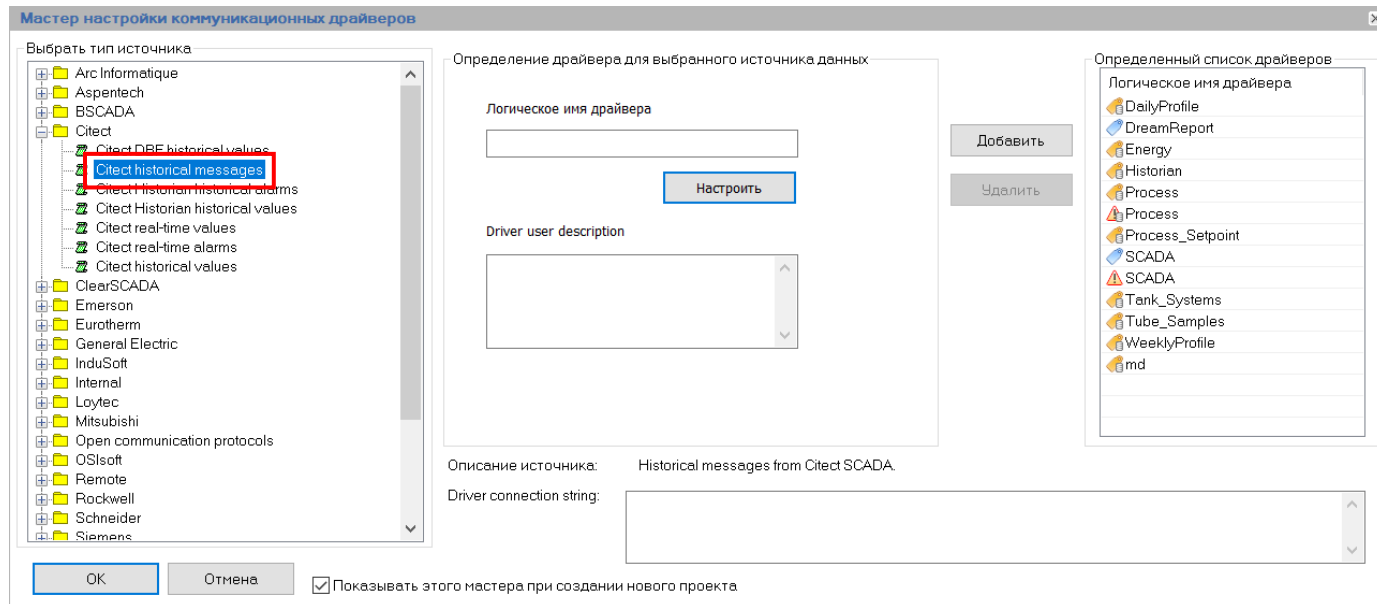 Мастер настройки коммуникационных драйверов
Выбрать тип источника
Arc Informatique
Aspentech
BSCADA
Citect
Citect DBF historical values
Citect historical messages
Citect Historian historical alarms
Citect Historian historical values
Citect real-time values
Citect real-time alarms
Citect historical values
ClearSCADA
Emerson
Eurotherm
General Electric
InduSoft
Internal
Loytec
Mitsubishi
Open communication protocols
OSIsoft
Remote
Rockwell
Schneider
Siemens
Определение драйвера для выбранного источника данных
Логическое имя драйвера
Настроить
Driver user description
Добавить
Удалить
Определенный список драйверов
Логическое имя драйвера
DailyProfile
DreamReport
Energy
Historian
Process
Process
Process_Setpoint
SCADA
SCADA
Tank_Systems
Tube_Samples
WeeklyProfile
md
Описание источника: Historical messages from Citect SCADA.
Driver connection string:
OK Отмена Показывать этого мастера при создании нового проекта